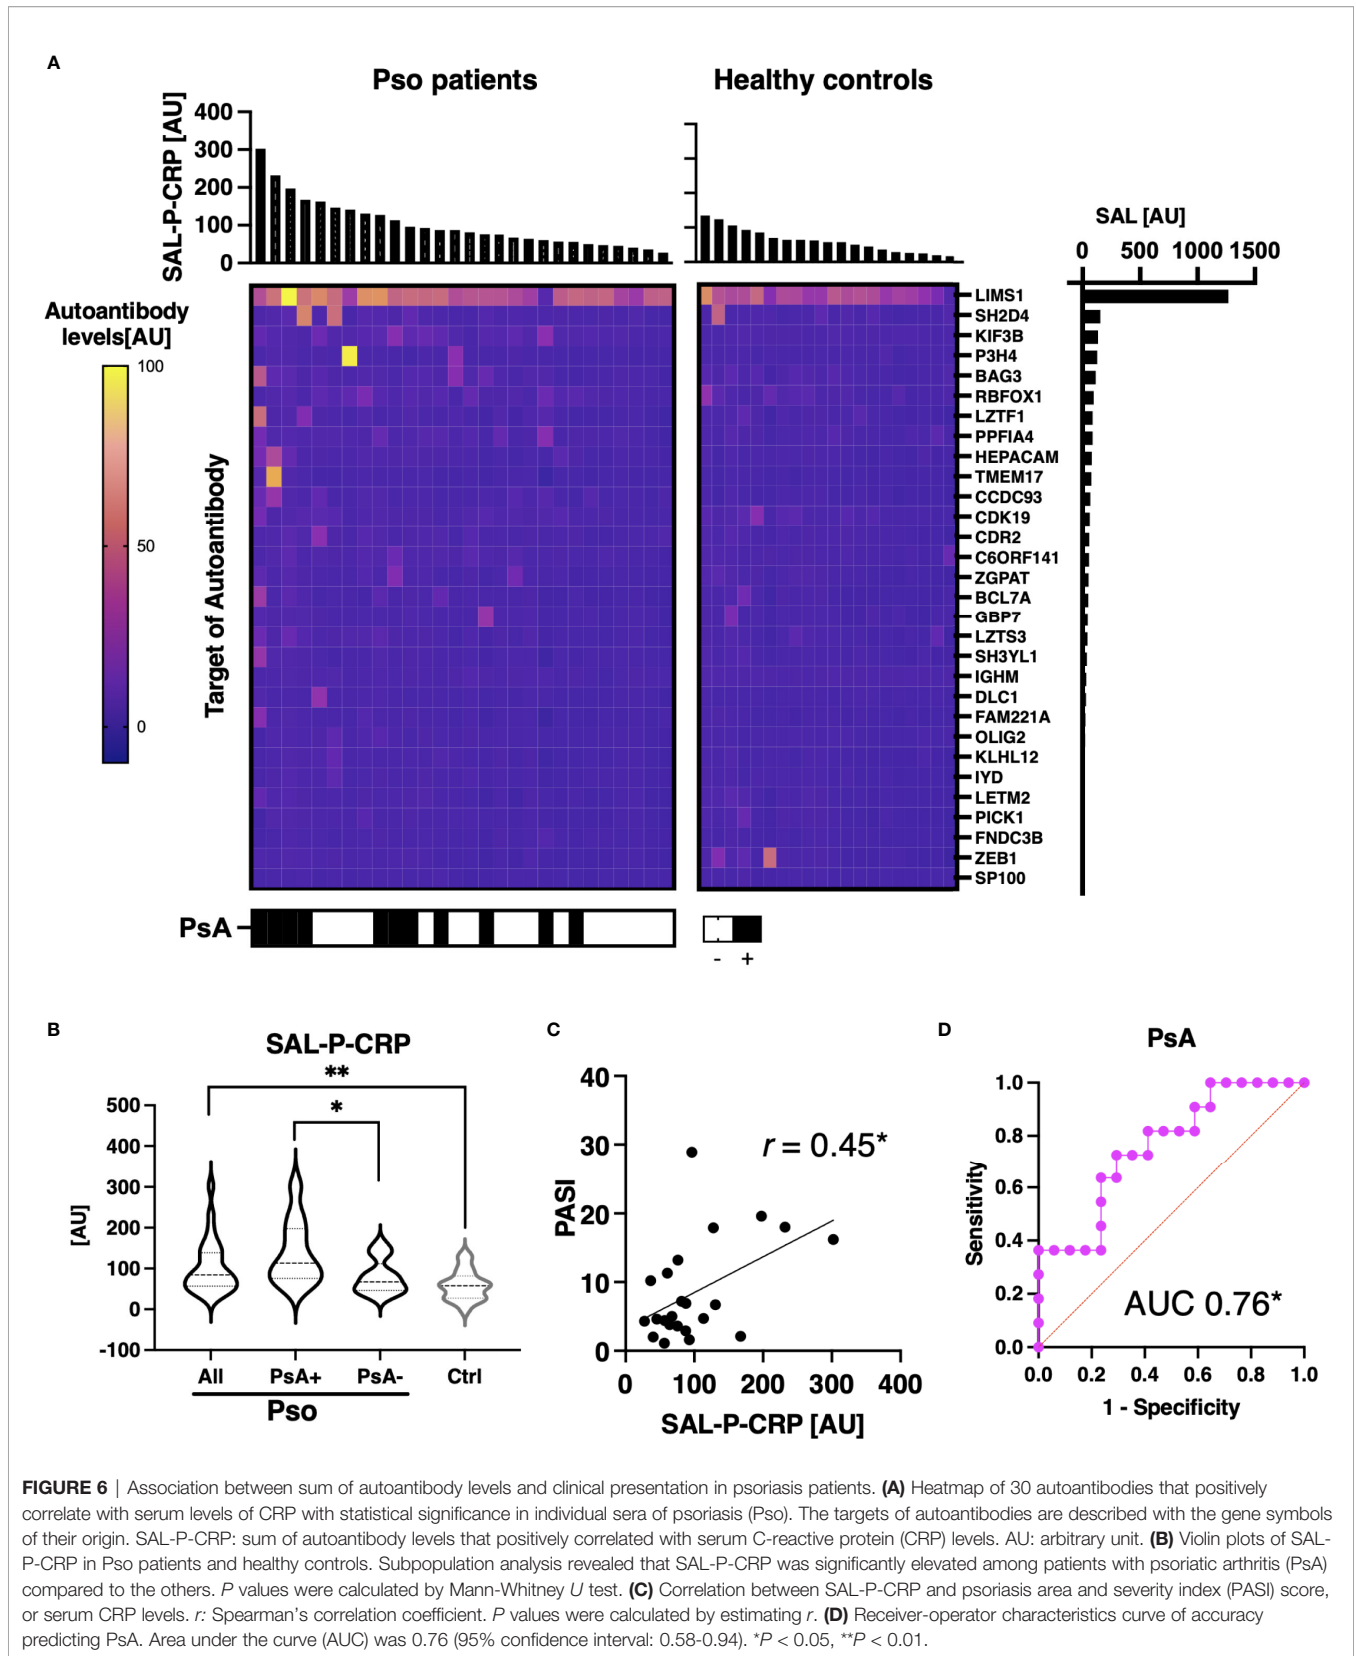 A
Pso patients
Healthy controls
SAL-P-CRP [AU]
400
300
200
100
0
SAL [AU]
0 500 1000 1500
Autoantibody
levels[AU]
100
50
0
Target of Autoantibody
LIMS1
SH2D4
KIF3B
P3H4
BAG3
RBFOX1
LZTF1
PPFIA4
HEPACAM
TMEM17
CCDC93
CDK19
CDR2
C6ORF141
ZGPAT
BCL7A
GBP7
LZTS3
SH3YL1
IGHM
DLC1
FAM221A
OLIG2
KLHL12
IYD
LETM2
PICK1
FNDC3B
ZEB1
SP100
PsA
- +
B
SAL-P-CRP
**
*
[AU]
500
400
300
200
100
0
-100
All PsA+ PsA- Ctrl
Pso
C
PASI
40
30
20
10
0
r = 0.45*
0 100 200 300 400
SAL-P-CRP [AU]
D
PsA
Sensitivity
1.0
0.8
0.6
0.4
0.2
0.0
AUC 0.76*
0.0 0.2 0.4 0.6 0.8 1.0
1 - Specificity
FIGURE 6 | Association between sum of autoantibody levels and clinical presentation in psoriasis patients. (A) Heatmap of 30 autoantibodies that positively
correlate with serum levels of CRP with statistical significance in individual sera of psoriasis (Pso). The targets of autoantibodies are described with the gene symbols
of their origin. SAL-P-CRP: sum of autoantibody levels that positively correlated with serum C-reactive protein (CRP) levels. AU: arbitrary unit. (B) Violin plots of SAL-
P-CRP in Pso patients and healthy controls. Subpopulation analysis revealed that SAL-P-CRP was significantly elevated among patients with psoriatic arthritis (PsA)
compared to the others. P values were calculated by Mann-Whitney U test. (C) Correlation between SAL-P-CRP and psoriasis area and severity index (PASI) score,
or serum CRP levels. r: Spearman's correlation coefficient. P values were calculated by estimating r. (D) Receiver-operator characteristics curve of accuracy
predicting PsA. Area under the curve (AUC) was 0.76 (95% confidence interval: 0.58-0.94). *P < 0.05, **P < 0.01.